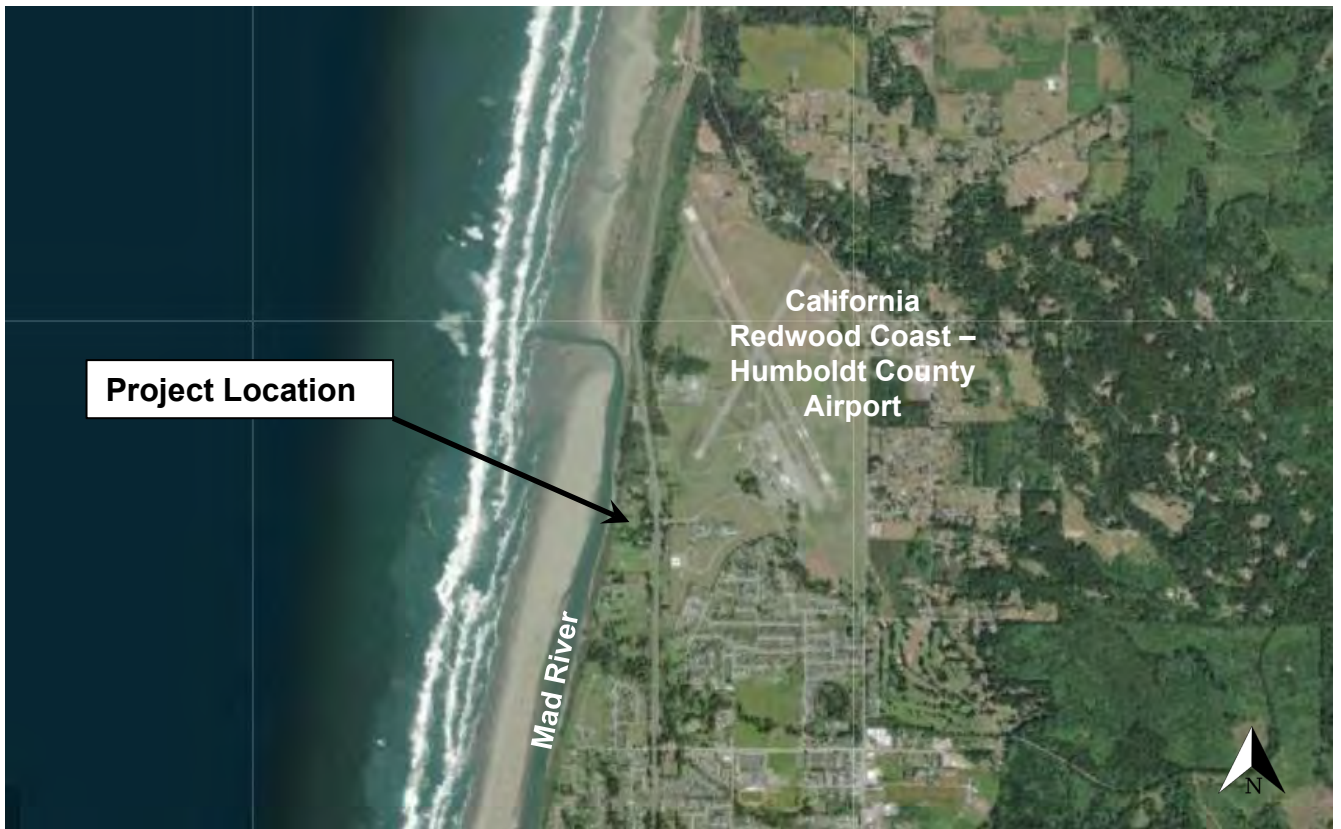 California
Redwood Coast –
Humboldt County
Airport
Project Location
Mad River
N